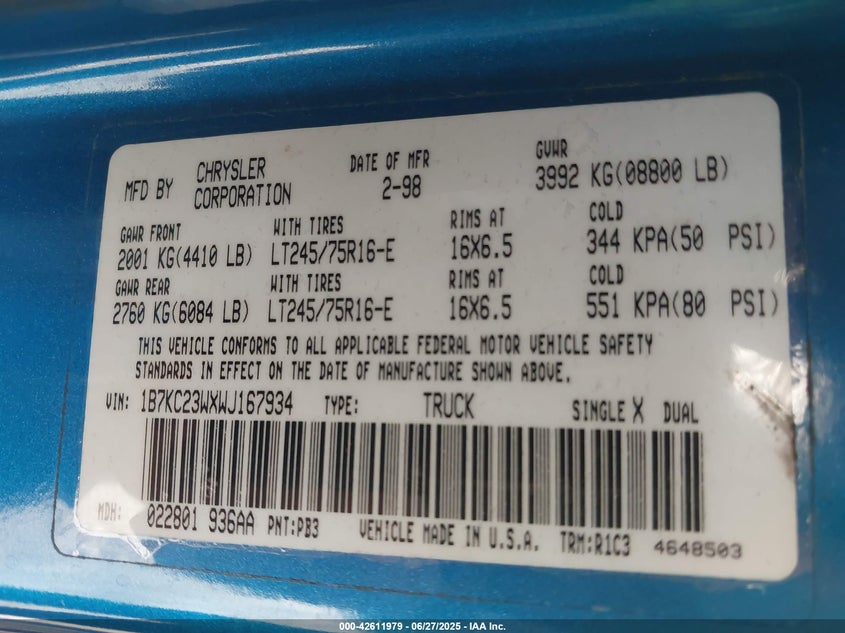 MFD BY CHRYSLER CORPORATION DATE OF MFR 2-98 GVWR 3992 KG(08800 LB)
GAWR FRONT WITH TIRES RIMS AT COLD
2001 KG(4410 LB) LT245/75R16-E 16X6.5 344 KPA(50 PSI)
GAWR REAR WITH TIRES RIMS AT COLD
2760 KG(6084 LB) LT245/75R16-E 16X6.5 551 KPA(80 PSI)
THIS VEHICLE CONFORMS TO ALL APPLICABLE FEDERAL MOTOR VEHICLE SAFETY
STANDARDS IN EFFECT ON THE DATE OF MANUFACTURE SHOWN ABOVE.
VIN: 1B7KC23WXWJ167934 TYPE: TRUCK SINGLE X DUAL
MDH: 022801 936AA PNT:PB3 VEHICLE MADE IN U.S.A. TRM:R1C3 4648503
000-42611979 - 06/27/2025 - IAA Inc.